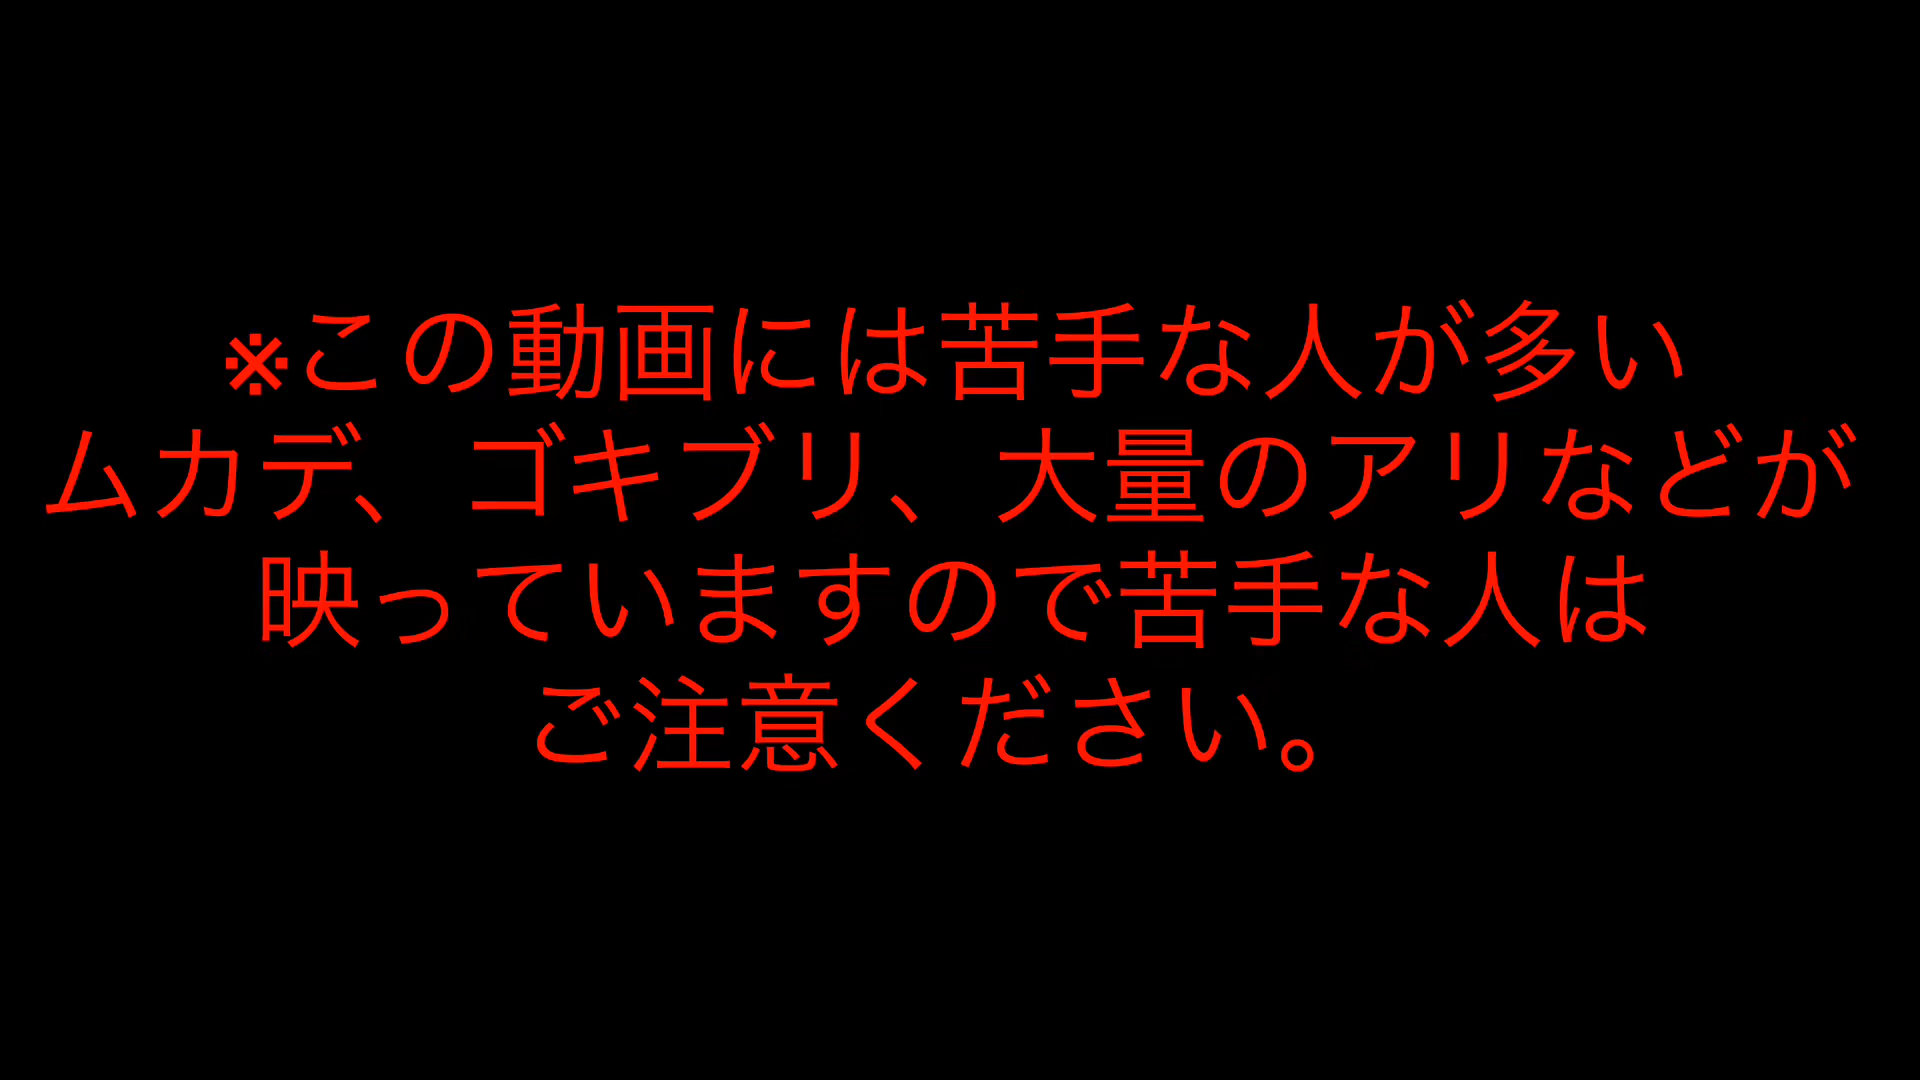 ※この動画には苦手な人が多い
ムカデ、ゴキブリ、大量のアリなどが
映っていますので苦手な人は
ご注意ください。